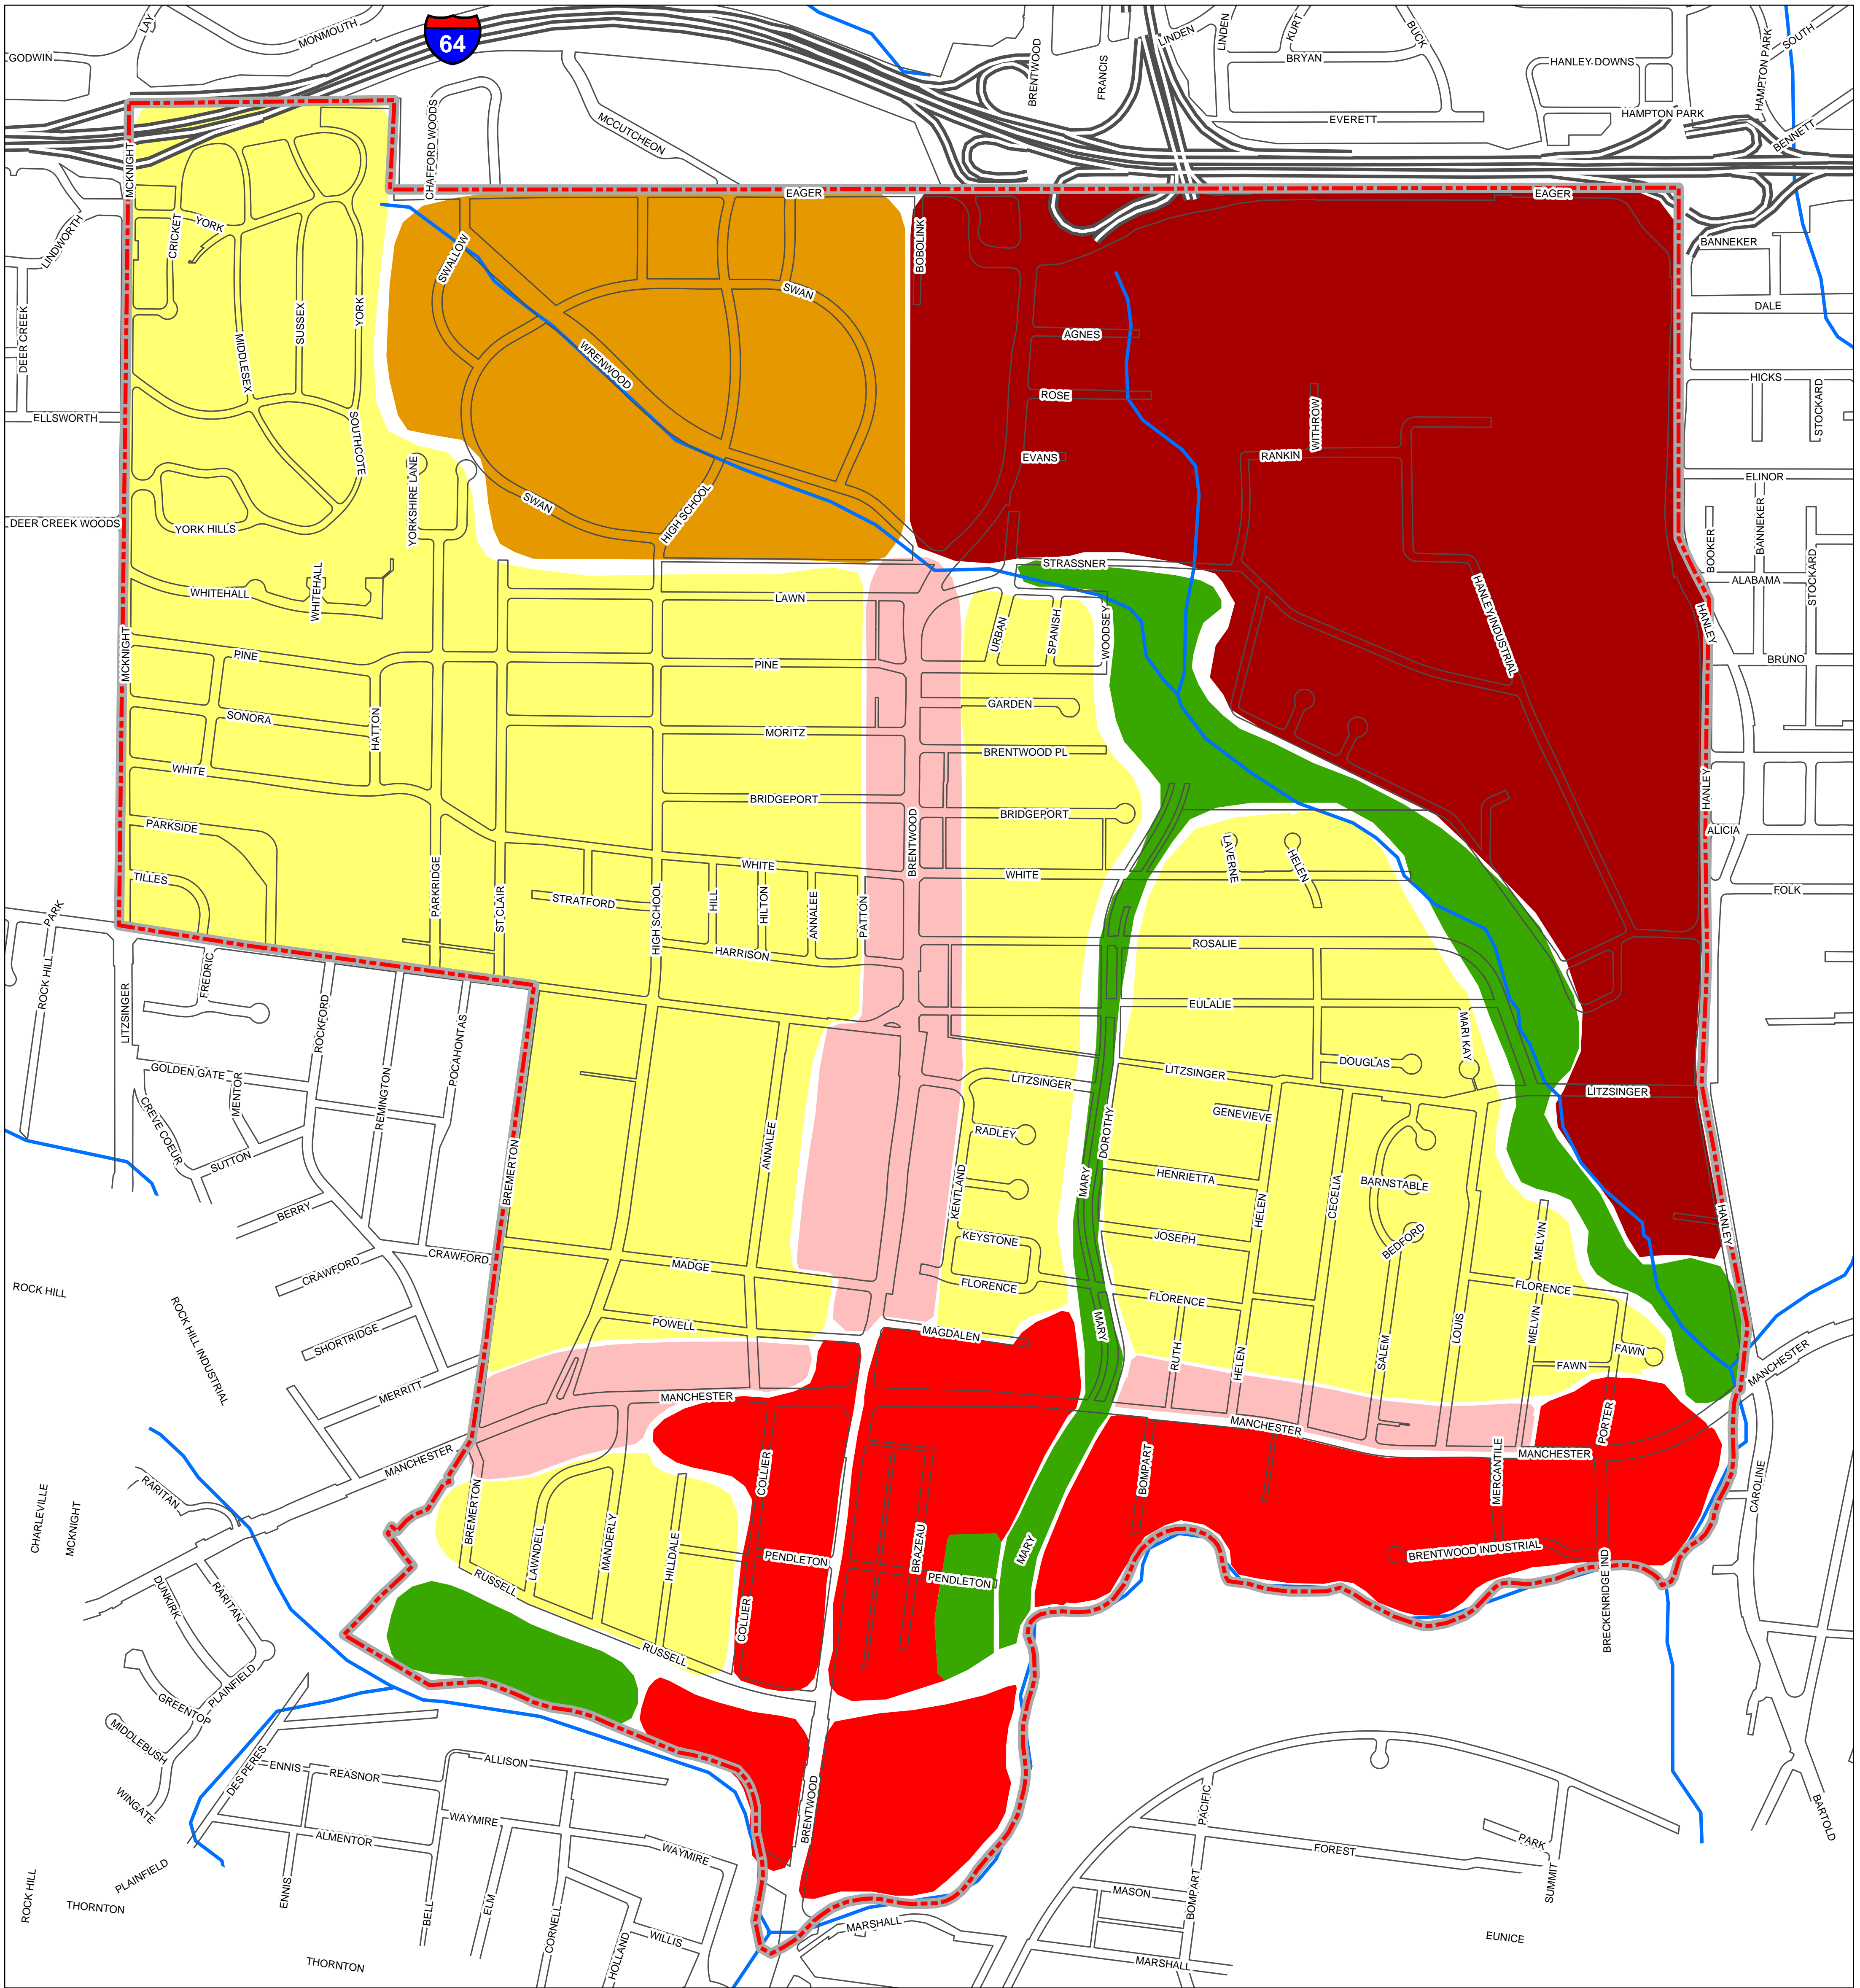 LAY
MONMOUTH
64
GODWIN
BRENTWOOD
FRANCIS
LINDEN
LINDEN
KURT
BUCK
BRYAN
HANLEY DOWNS
HAMPTON PARK
SOUTH
EVERETT
HAMPTON PARK
BENNETT
MCCUTCHEON
CHAFFORD WOODS
MCKNIGHT
EAGER
EAGER
LINDWORTH
CRICKET
YORK
SWALLOW
BOBOLINK
BANNEKER
DEER CREEK
MIDDLESEX
SUSSEX
YORK
SWAN
DALE
WRENWOOD
AGNES
ROSE
HICKS
STOCKARD
ELLSWORTH
SOUTHCOTE
WITHROW
EVANS
RANKIN
YORKSHIRE LANE
SWAN
HIGH SCHOOL
ELINOR
BOOKER
BANNEKER
DEER CREEK WOODS
YORK HILLS
STRASSNER
ALABAMA
STOCKARD
WHITEHALL
WHITEHALL
LAWN
HANLEY INDUSTRIAL
HANLEY
MCKNIGHT
PINE
PINE
URBAN
SPANISH
WOODSEY
BRUNO
SONORA
HATTON
MORITZ
GARDEN
BRENTWOOD PL
WHITE
BRIDGEPORT
BRIDGEPORT
HANLEY
PARKSIDE
BRENTWOOD
ALICIA
TILLES
PARKRIDGE
ST CLAIR
WHITE
WHITE
LAVERNE
HELEN
FOLK
STRATFORD
HIGH SCHOOL
HILL
HILTON
ANNALEE
PATTON
PARK
HARRISON
ROSALIE
ROCK HILL
LITZSINGER
FREDRIC
ROCKFORD
EULALIE
MARI KAY
POCAHONTAS
GOLDEN GATE
MENTOR
REMINGTON
LITZSINGER
LITZSINGER
DOUGLAS
LITZSINGER
CREVE COEUR
SUTTON
ANNALEE
RADLEY
DOROTHY
GENEVIEVE
BREMERTON
KENTLAND
MARY
HENRIETTA
HELEN
CECELIA
BARNSTABLE
BERRY
KEYSTONE
JOSEPH
BEDFORD
MELVIN
HANLEY
CRAWFORD
CRAWFORD
MADGE
FLORENCE
FLORENCE
FLORENCE
ROCK HILL
ROCK HILL INDUSTRIAL
SHORTRIDGE
POWELL
MAGDALEN
MARY
RUTH
HELEN
SALEM
LOUIS
MELVIN
FAWN
FAWN
MERRITT
MANCHESTER
MANCHESTER
MANCHESTER
MANCHESTER
MANCHESTER
PORTER
COLLIER
BOMPART
MERCANTILE
RARITAN
BREMERTON
CAROLINE
CHARLEVILLE
MCKNIGHT
LAWNDELL
MANDERLY
HILLDALE
PENDLETON
BRAZEAU
PENDLETON
MARY
BRENTWOOD INDUSTRIAL
BRECKENRIDGE IND
DUNKIRK
RARITAN
RUSSELL
COLLIER
RUSSELL
PLAINFIELD
GREENTOP
MIDDLEBUSH
DES PERES
ENNIS
REASNOR
ALLISON
WINGATE
WAYMIRE
ALMENTOR
WAYMIRE
BRENTWOOD
PACIFIC
FOREST
PARK
BARTOLD
SUMMIT
PLAINFIELD
ROCK HILL
THORNTON
ENNIS
BELL
ELM
CORNELL
HOLLAND
WILLIS
MARSHALL
MASON
BOMPART
EUNICE
THORNTON
MARSHALL